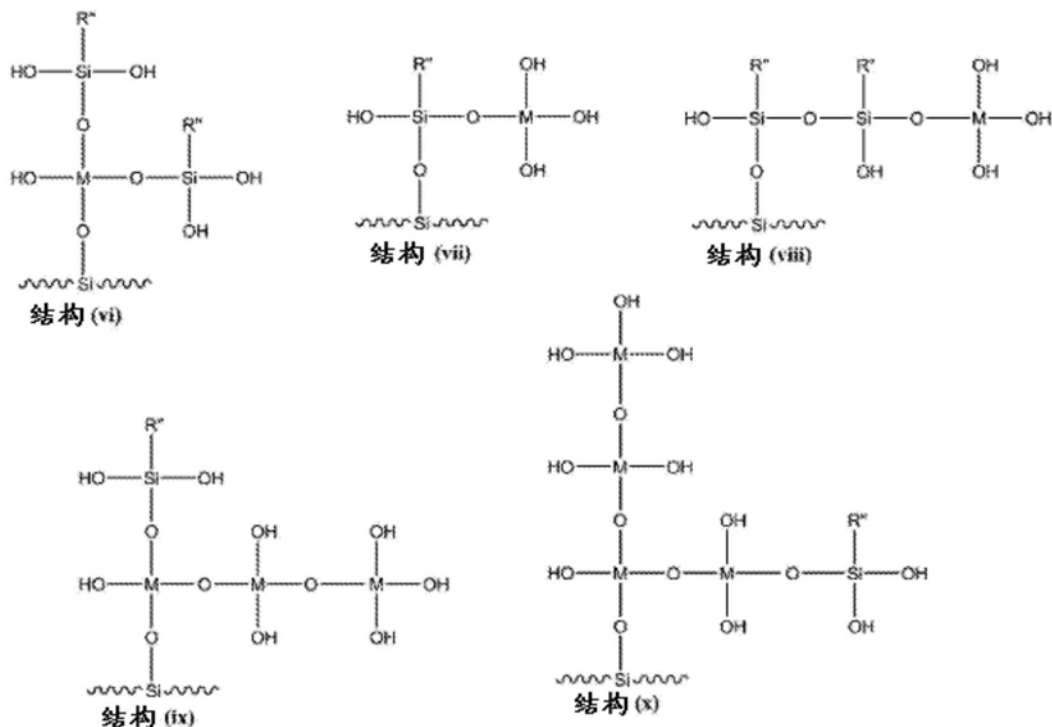 R"
HO Si OH
O
R"
HO M O Si OH
O OH
Si
结构 (vi)
R" OH
HO Si O M OH
O OH
Si
结构 (vii)
R" R" OH
HO Si O Si O M OH
O OH OH
Si
结构 (viii)
R"
HO Si OH
O OH OH
HO M O M O M OH
O OH OH
Si
结构 (ix)
OH
HO M OH
O
HO M OH
O OH R"
HO M O M O Si OH
O OH OH
Si
结构 (x)